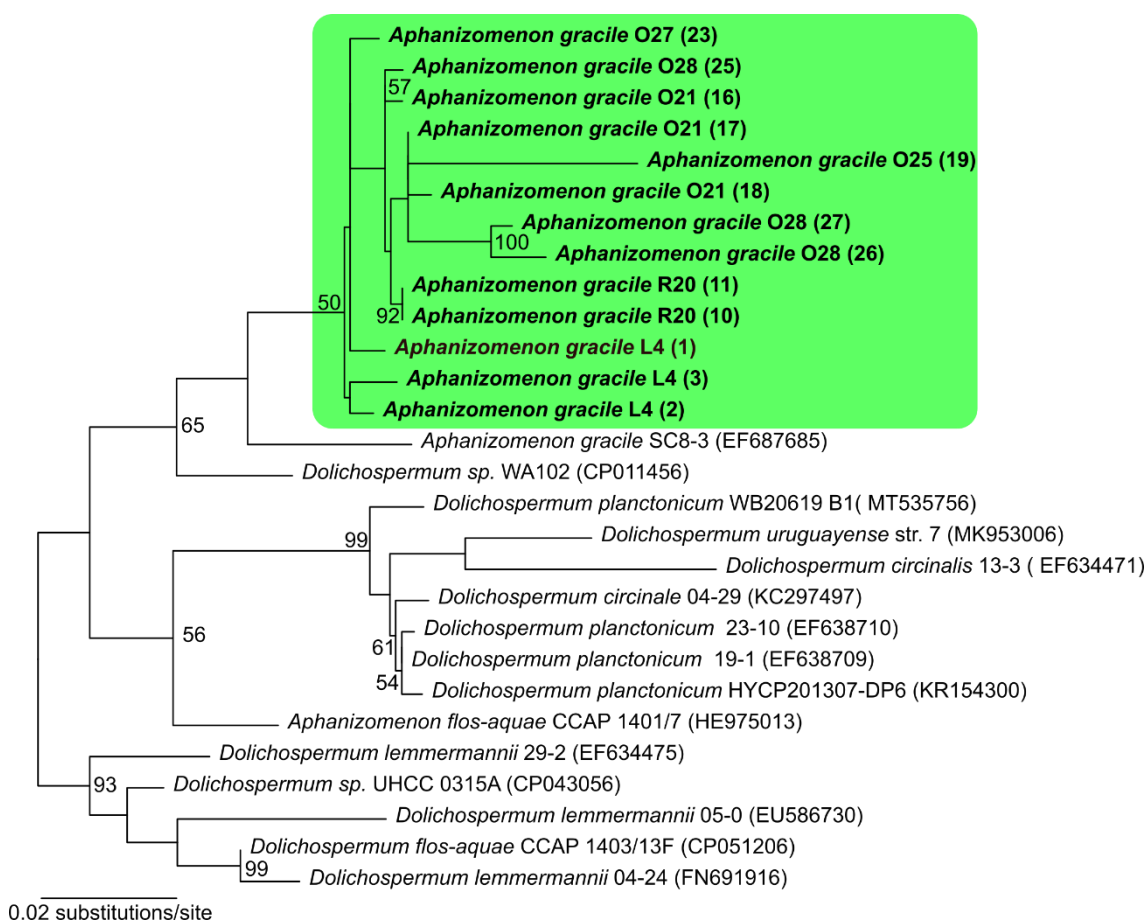 Aphanizomenon gracile O27 (23)
Aphanizomenon gracile O28 (25)
57
Aphanizomenon gracile O21 (16)
Aphanizomenon gracile O21 (17)
Aphanizomenon gracile O25 (19)
Aphanizomenon gracile O21 (18)
Aphanizomenon gracile O28 (27)
100
Aphanizomenon gracile O28 (26)
Aphanizomenon gracile R20 (11)
50
92
Aphanizomenon gracile R20 (10)
Aphanizomenon gracile L4 (1)
Aphanizomenon gracile L4 (3)
Aphanizomenon gracile L4 (2)
65
Aphanizomenon gracile SC8-3 (EF687685)
Dolichospermum sp. WA102 (CP011456)
Dolichospermum planctonicum WB20619 B1( MT535756)
99
Dolichospermum uruguayense str. 7 (MK953006)
Dolichospermum circinalis 13-3 ( EF634471)
Dolichospermum circinale 04-29 (KC297497)
Dolichospermum planctonicum 23-10 (EF638710)
56
61
Dolichospermum planctonicum 19-1 (EF638709)
54
Dolichospermum planctonicum HYCP201307-DP6 (KR154300)
Aphanizomenon flos-aquae CCAP 1401/7 (HE975013)
Dolichospermum lemmermannii 29-2 (EF634475)
93
Dolichospermum sp. UHCC 0315A (CP043056)
Dolichospermum lemmermannii 05-0 (EU586730)
Dolichospermum flos-aquae CCAP 1403/13F (CP051206)
99
Dolichospermum lemmermannii 04-24 (FN691916)
0.02 substitutions/site